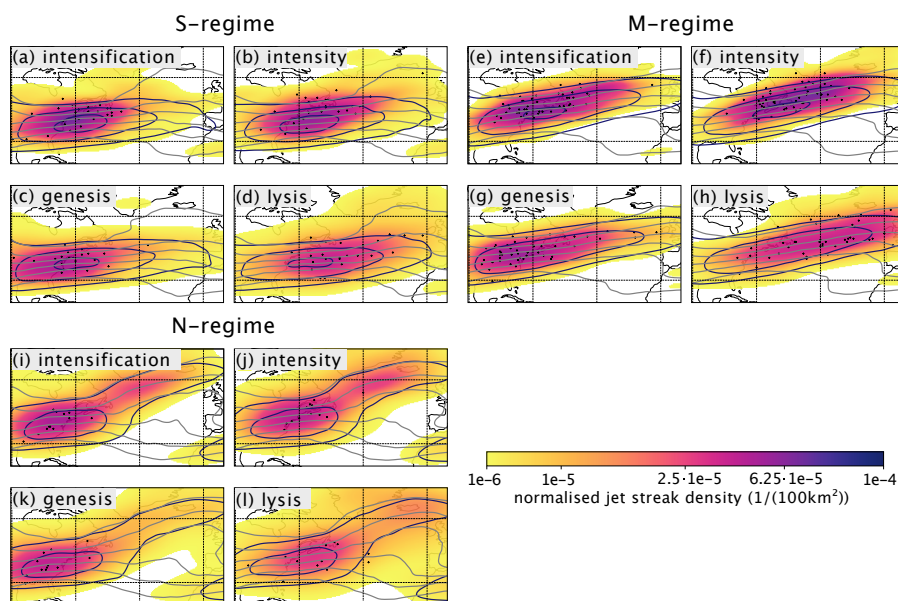 S-regime
M-regime
(a) intensification
(b) intensity
(e) intensification
(f) intensity
(c) genesis
(d) lysis
(g) genesis
(h) lysis
N-regime
(i) intensification
(j) intensity
(k) genesis
(l) lysis
1e-6 1e-5 2.5·1e-5 6.25·1e-5 1e-4
normalised jet streak density (1/(100km²))